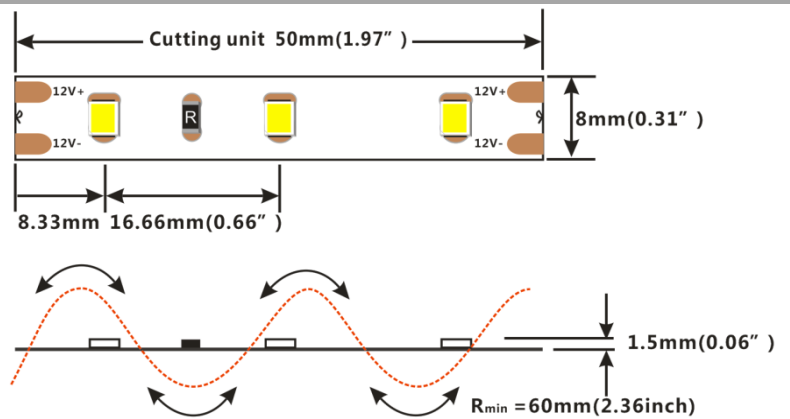 Cutting unit 50mm(1.97″ )
12V+ 12V+
R
8mm(0.31″ )
12V- 12V-
8.33mm 16.66mm(0.66″ )
1.5mm(0.06″ )
Rmin =60mm(2.36inch)